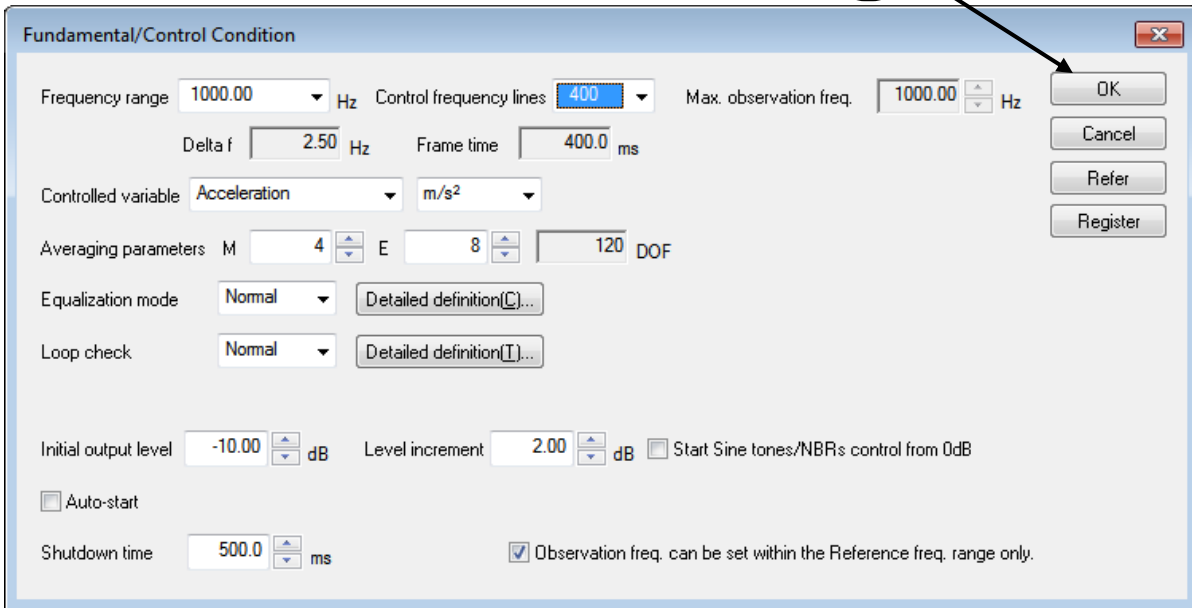 Fundamental/Control Condition
Frequency range 1000.00 Hz Control frequency lines 400 Max. observation freq. 1000.00 Hz OK
Delta f 2.50 Hz Frame time 400.0 ms Cancel
Controlled variable Acceleration m/s² Refer
Averaging parameters M 4 E 8 120 DOF Register
Equalization mode Normal Detailed definition(C)...
Loop check Normal Detailed definition(T)...
Initial output level -10.00 dB Level increment 2.00 dB Start Sine tones/NBRs control from 0dB
Auto-start
Shutdown time 500.0 ms Observation freq. can be set within the Reference freq. range only.